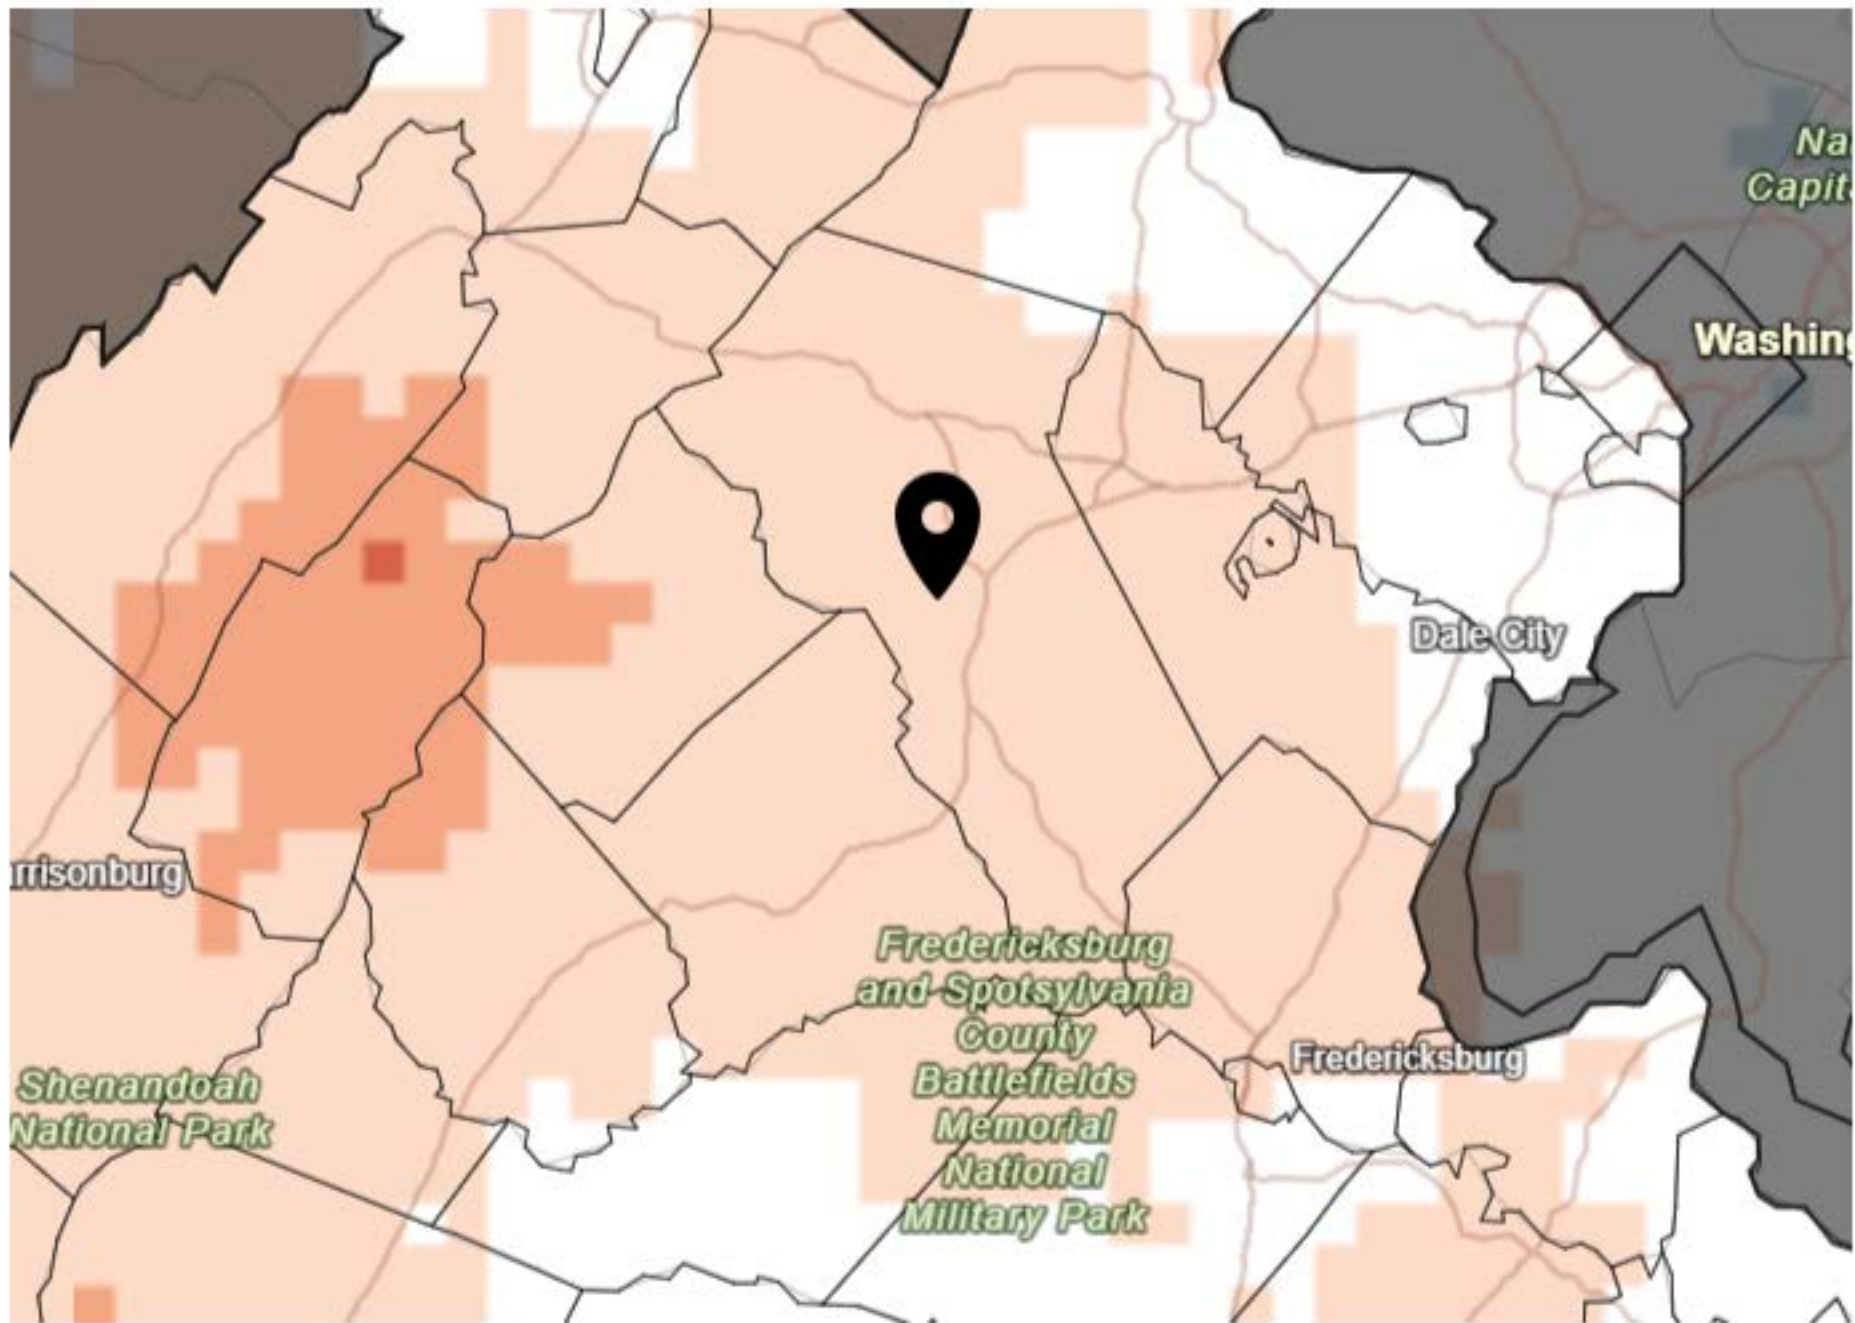 Na
Capit
Washing
Dale City
rrisonburg
Fredericksburg
and Spotsylvania
County
Battlefields
Memorial
National
Military Park
Fredericksburg
Shenandoah
National Park